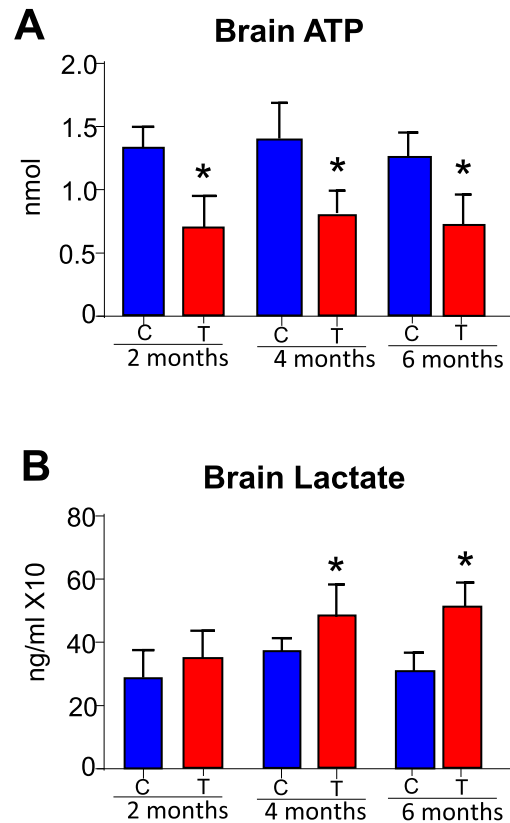 A
Brain ATP
nmol
2.0
1.5
1.0
0.5
0
*
*
*
C T C T C T
2 months 4 months 6 months
B
Brain Lactate
ng/ml X10
80
60
40
20
0
*
*
C T C T C T
2 months 4 months 6 months